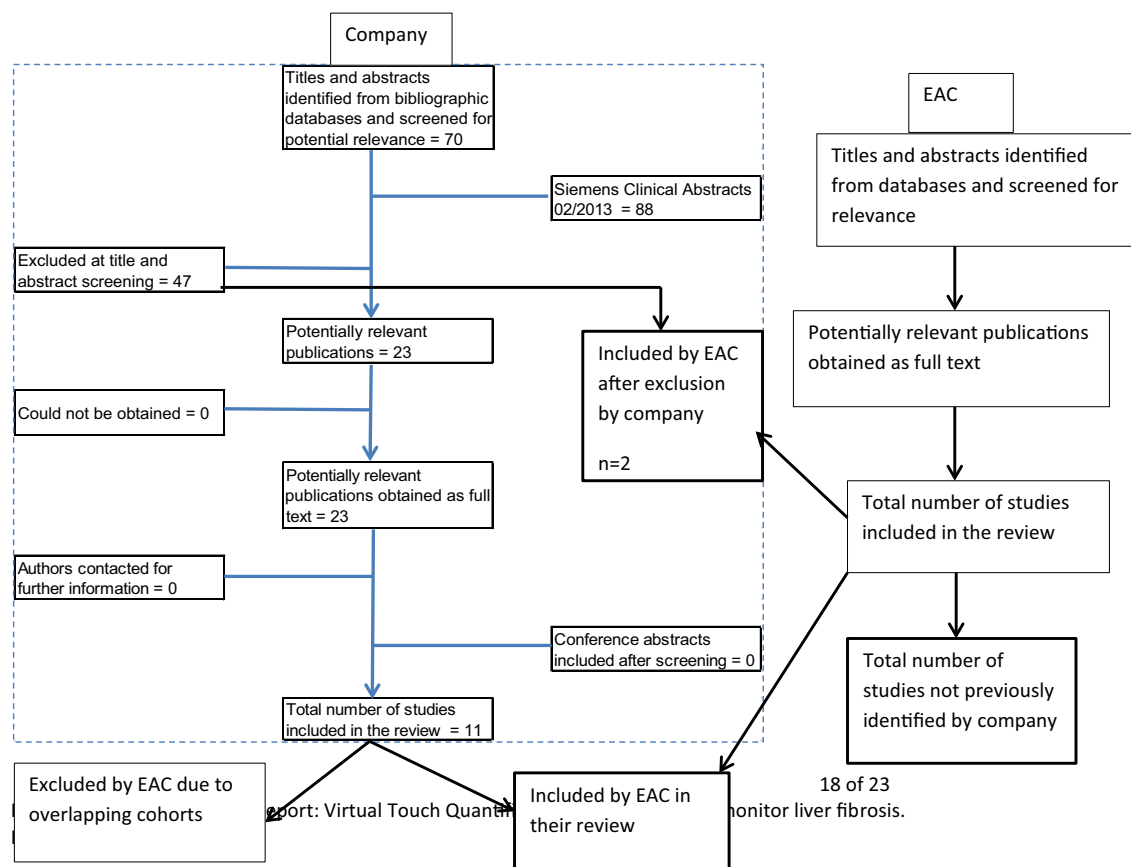 Company
Titles and abstracts
identified from bibliographic
databases and screened for
potential relevance = 70
Siemens Clinical Abstracts
02/2013  = 88
Excluded at title and
abstract screening = 47
Potentially relevant
publications = 23
Could not be obtained = 0
Potentially relevant
publications obtained as full
text = 23
Authors contacted for
further information = 0
Conference abstracts
included after screening = 0
Total number of studies
included in the review  = 11
Included by EAC
after exclusion
by company
n=2
EAC
Titles and abstracts identified
from databases and screened for
relevance
Potentially relevant publications
obtained as full text
Total number of studies
included in the review
Total number of
studies not previously
identified by company
Excluded by EAC due to
overlapping cohorts
Included by EAC in
their review
18 of 23
: Virtual Touch liver fibrosis.